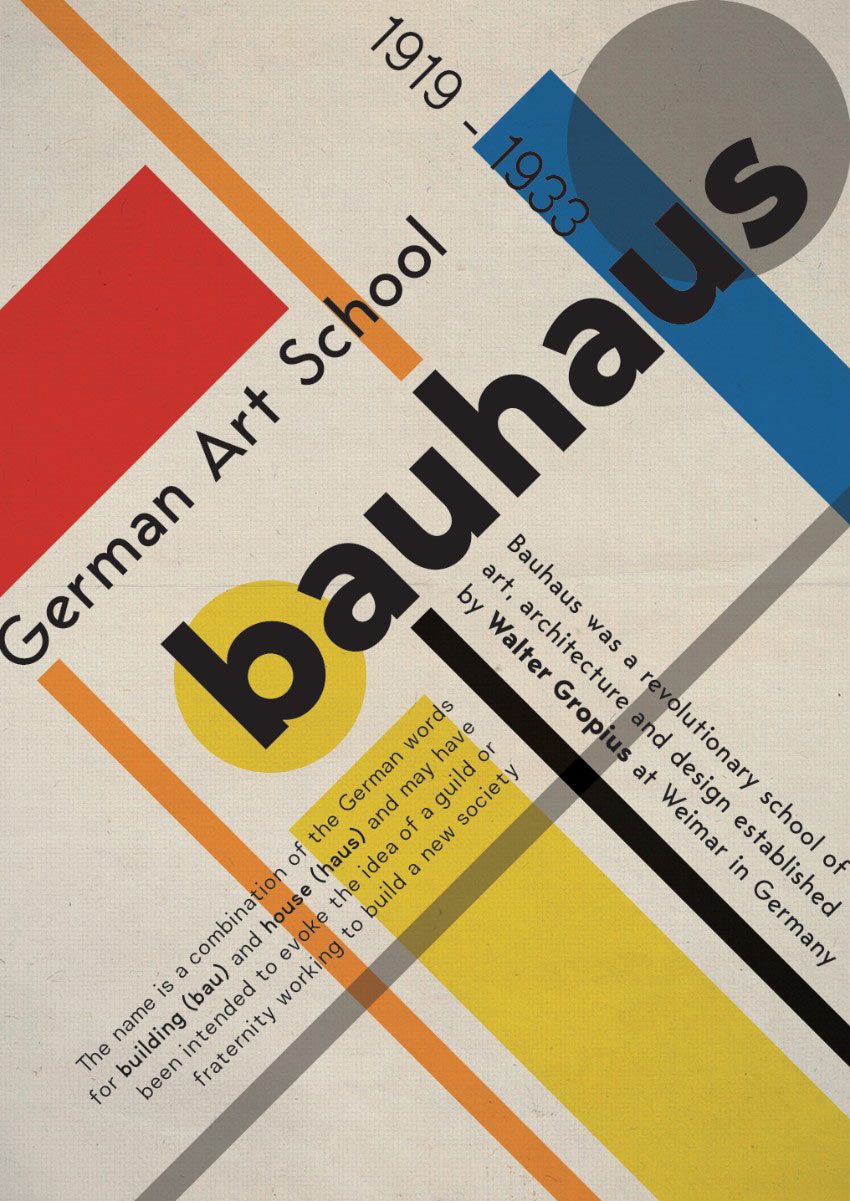 1919 - 1933
German Art School
bauhaus
Bauhaus was a revolutionary school of
art, architecture and design established
by Walter Gropius at Weimar in Germany
The name is a combination of the German words
for building (bau) and house (haus) and may have
been intended to evoke the idea of a guild or
fraternity working to build a new society